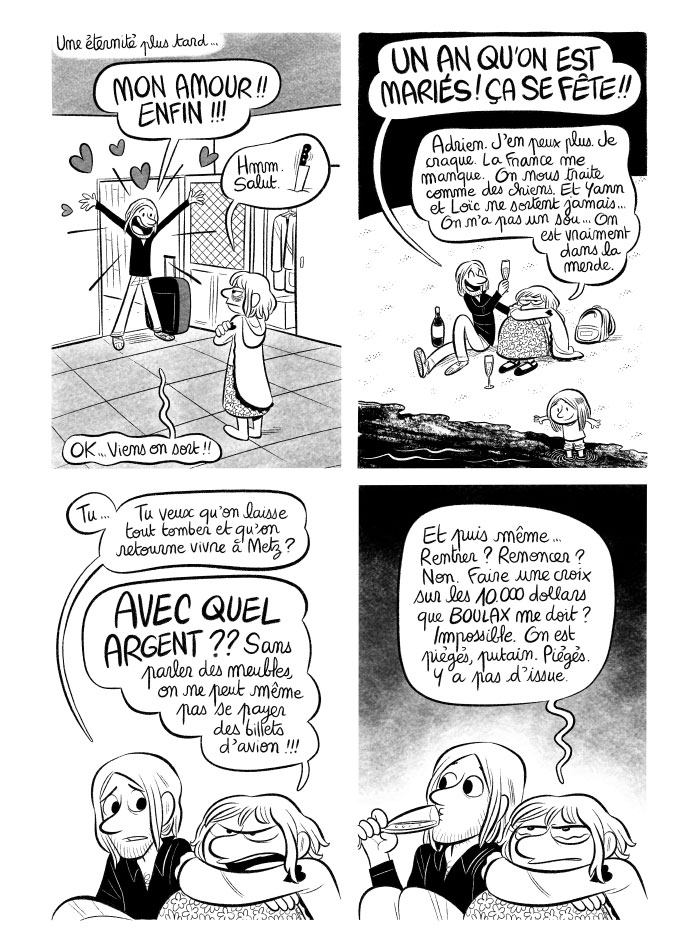 Une éternité plus tard...
MON AMOUR !!
ENFIN !!!
Hmm.
Salut.
OK... Viens on sort !!
UN AN QU'ON EST
MARIÉS ! ÇA SE FÊTE !!
Adrien. J'en peux plus. Je
craque. La France me
manque. On nous traite
comme des chiens. Et Yann
et Loïc me sortent jamais...
On n'a pas un sou... On
est vraiment
dans la
merde.
Tu...
Tu veux qu'on laisse
tout tomber et qu'on
retourne vivre à Metz ?
AVEC QUEL
ARGENT ?? Sans
parler des meubles,
on ne peut même
pas se payer
des billets
d'avion !!!
Et puis même...
Rentrer ? Renoncer ?
Non. Faire une croix
sur les 10.000 dollars
que BOULAX me doit ?
Impossible. On est
piégés, putain. Piégés.
Y'a pas d'issue.